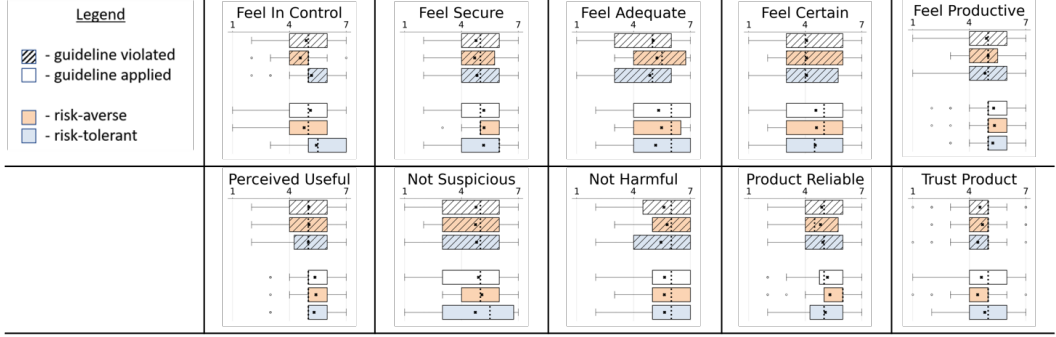 Legend
- guideline violated
- guideline applied
- risk-averse
- risk-tolerant
Feel In Control
1 4 7
Feel Secure
1 4 7
Feel Adequate
1 4 7
Feel Certain
1 4 7
Feel Productive
1 4 7
Perceived Useful
1 4 7
Not Suspicious
1 4 7
Not Harmful
1 4 7
Product Reliable
1 4 7
Trust Product
1 4 7